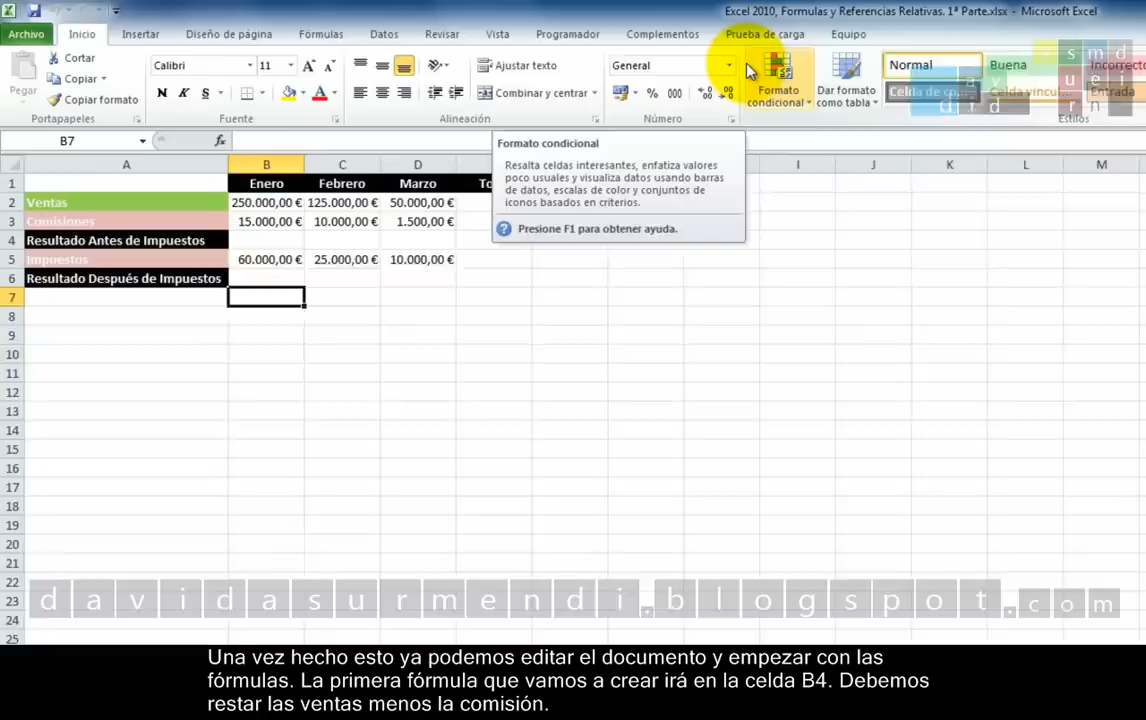 Excel 2010, Formulas y Referencias Relativas. 1ª Parte.xlsx - Microsoft Excel
Archivo Inicio Insertar Diseño de página Fórmulas Datos Revisar Vista Programador Complementos Prueba de carga Equipo
Pegar
Cortar
Copiar
Copiar formato
Portapapeles
Calibri 11
N K S
Fuente
Ajustar texto
Combinar y centrar
Alineación
General
% 000
Número
Formato condicional
Dar formato como tabla
Normal Buena Incorrecto
Celda de co... Celda vincul... Entrada
Estilos
davidasurmendi
B7
fx
Formato condicional
Resalta celdas interesantes, enfatiza valores
poco usuales y visualiza datos usando barras
de datos, escalas de color y conjuntos de
iconos basados en criterios.
Presione F1 para obtener ayuda.
A B C D I J K L M
1 Enero Febrero Marzo To
2 Ventas 250.000,00 € 125.000,00 € 50.000,00 €
3 Comisiones 15.000,00 € 10.000,00 € 1.500,00 €
4 Resultado Antes de Impuestos
5 Impuestos 60.000,00 € 25.000,00 € 10.000,00 €
6 Resultado Después de Impuestos
7
8
9
10
11
12
13
14
15
16
17
18
19
20
21
22
23
24
25
davidasurmendi.blogspot.com
Una vez hecho esto ya podemos editar el documento y empezar con las
fórmulas. La primera fórmula que vamos a crear irá en la celda B4. Debemos
restar las ventas menos la comisión.